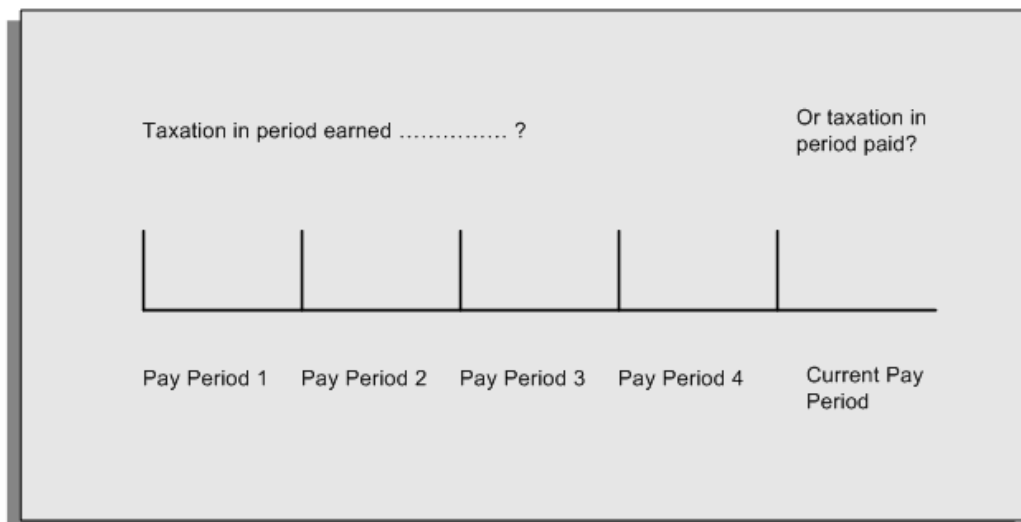 Taxation in period earned ............... ?
Or taxation in
period paid?
Pay Period 1
Pay Period 2
Pay Period 3
Pay Period 4
Current Pay
Period